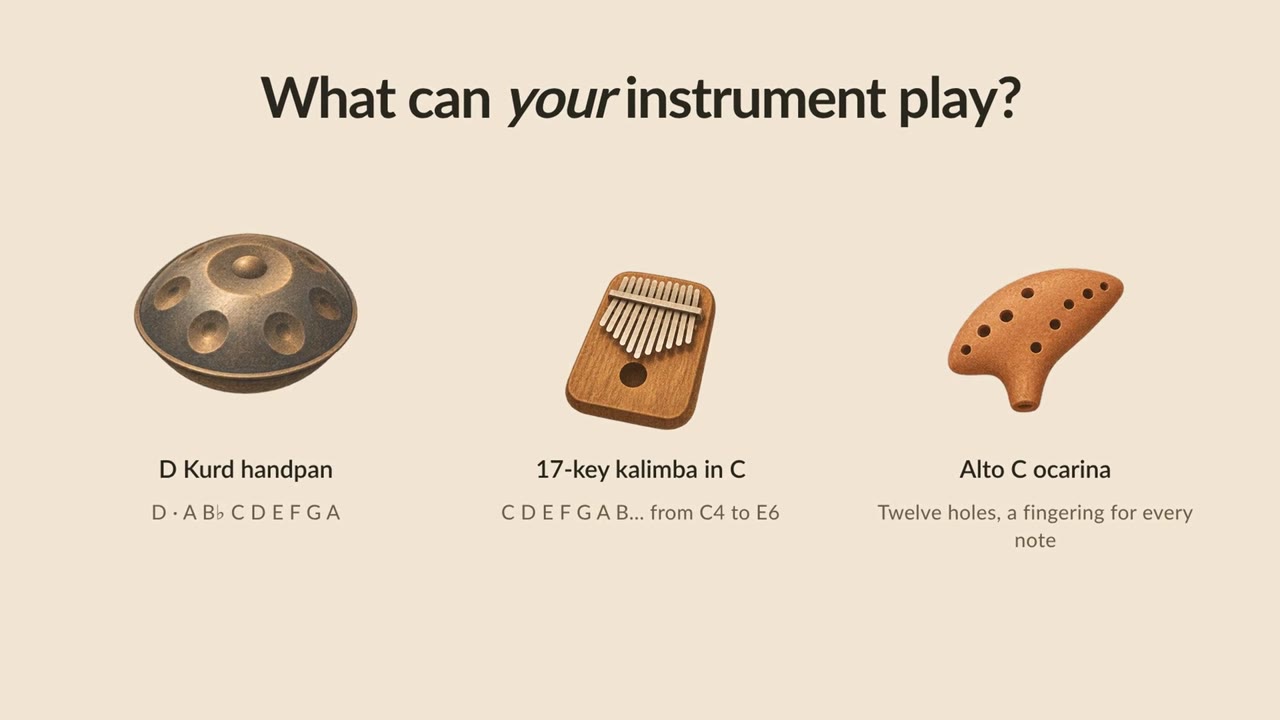 What can your instrument play?
D Kurd handpan
D · A B♭ C D E F G A
17-key kalimba in C
C D E F G A B... from C4 to E6
Alto C ocarina
Twelve holes, a fingering for every
note